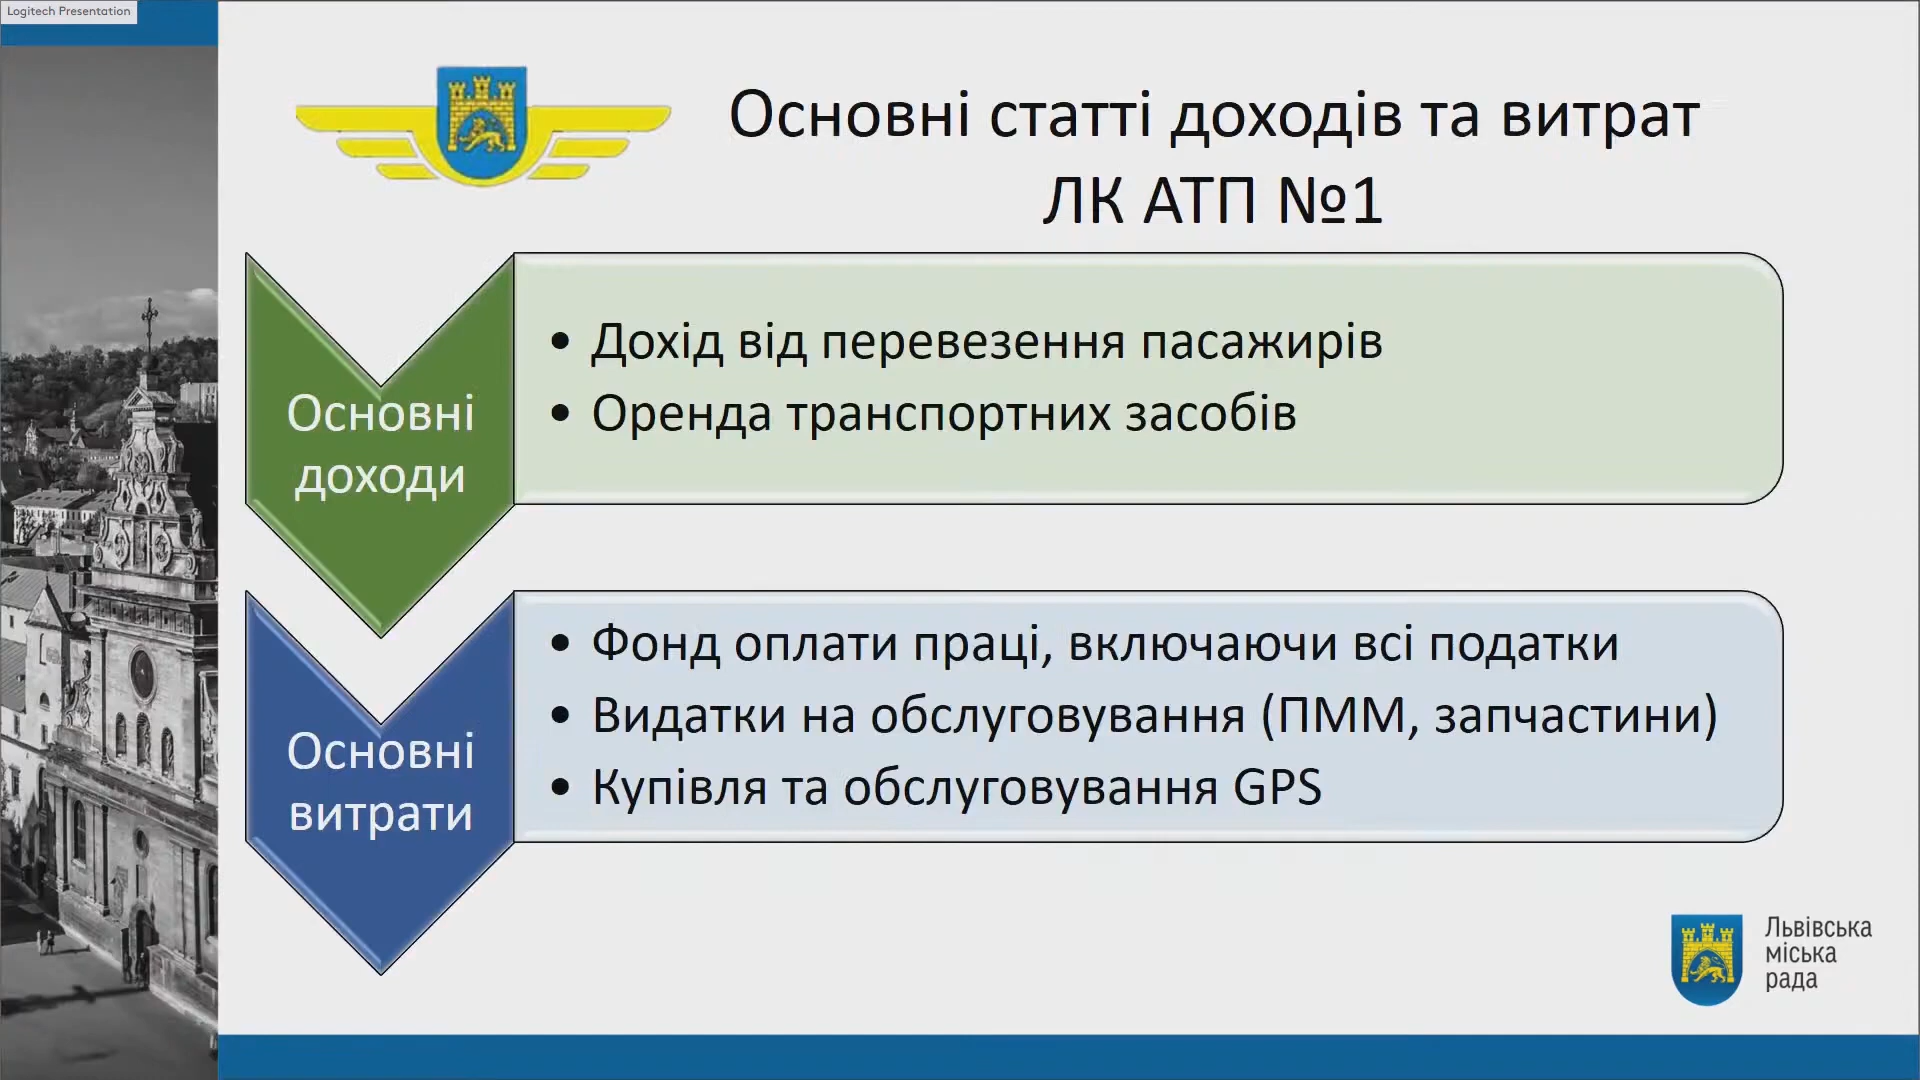 Logitech Presentation
Основні статті доходів та витрат
ЛК АТП №1
Основні
доходи
• Дохід від перевезення пасажирів
• Оренда транспортних засобів
Основні
витрати
• Фонд оплати праці, включаючи всі податки
• Видатки на обслуговування (ПММ, запчастини)
• Купівля та обслуговування GPS
Львівська
міська
рада